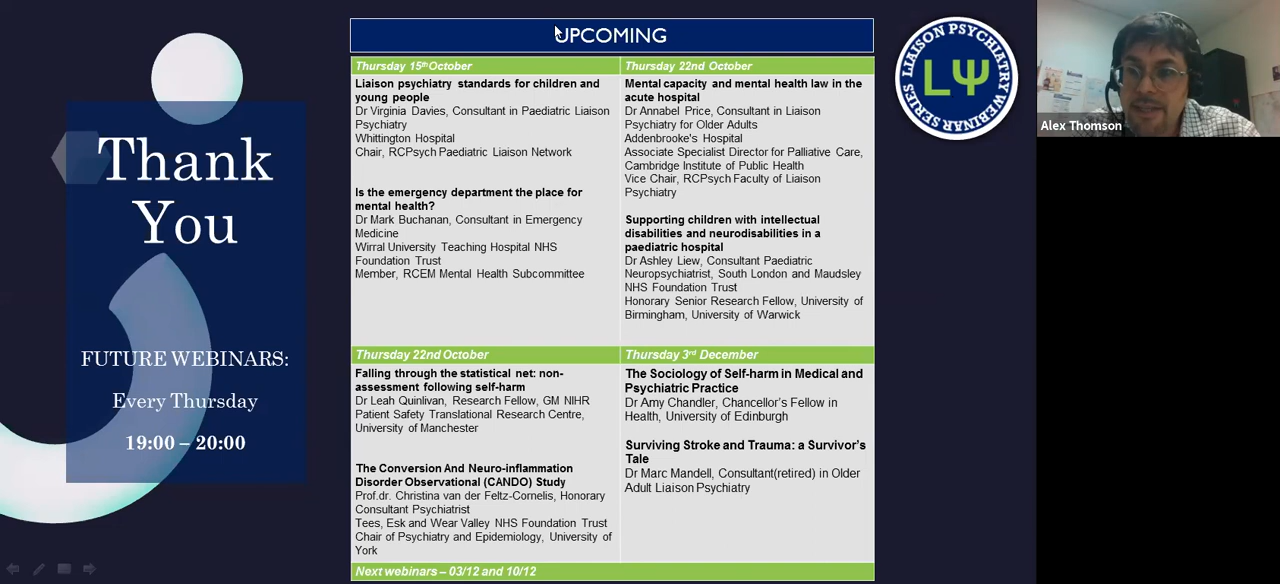 Thank
You
FUTURE WEBINARS:
Every Thursday
19:00 – 20:00
UPCOMING
Thursday 15th October
Liaison psychiatry standards for children and
young people
Dr Virginia Davies, Consultant in Paediatric Liaison
Psychiatry
Whittington Hospital
Chair, RCPsych Paediatric Liaison Network
Is the emergency department the place for
mental health?
Dr Mark Buchanan, Consultant in Emergency
Medicine
Wirral University Teaching Hospital NHS
Foundation Trust
Member, RCEM Mental Health Subcommittee
Thursday 22nd October
Mental capacity and mental health law in the
acute hospital
Dr Annabel Price, Consultant in Liaison
Psychiatry for Older Adults
Addenbrooke's Hospital
Associate Specialist Director for Palliative Care,
Cambridge Institute of Public Health
Vice Chair, RCPsych Faculty of Liaison
Psychiatry
Supporting children with intellectual
disabilities and neurodisabilities in a
paediatric hospital
Dr Ashley Liew, Consultant Paediatric
Neuropsychiatrist, South London and Maudsley
NHS Foundation Trust
Honorary Senior Research Fellow, University of
Birmingham, University of Warwick
Thursday 22nd October
Falling through the statistical net: non-
assessment following self-harm
Dr Leah Quinlivan, Research Fellow, GM NIHR
Patient Safety Translational Research Centre,
University of Manchester
The Conversion And Neuro-inflammation
Disorder Observational (CANDO) Study
Prof.dr. Christina van der Feltz-Cornelis, Honorary
Consultant Psychiatrist
Tees, Esk and Wear Valley NHS Foundation Trust
Chair of Psychiatry and Epidemiology, University of
York
Thursday 3rd December
The Sociology of Self-harm in Medical and
Psychiatric Practice
Dr Amy Chandler, Chancellor's Fellow in
Health, University of Edinburgh
Surviving Stroke and Trauma: a Survivor's
Tale
Dr Marc Mandell, Consultant(retired) in Older
Adult Liaison Psychiatry
Next webinars – 03/12 and 10/12
LIAISON PSYCHIATRY WEBINAR SERIES
LΨ
Alex Thomson